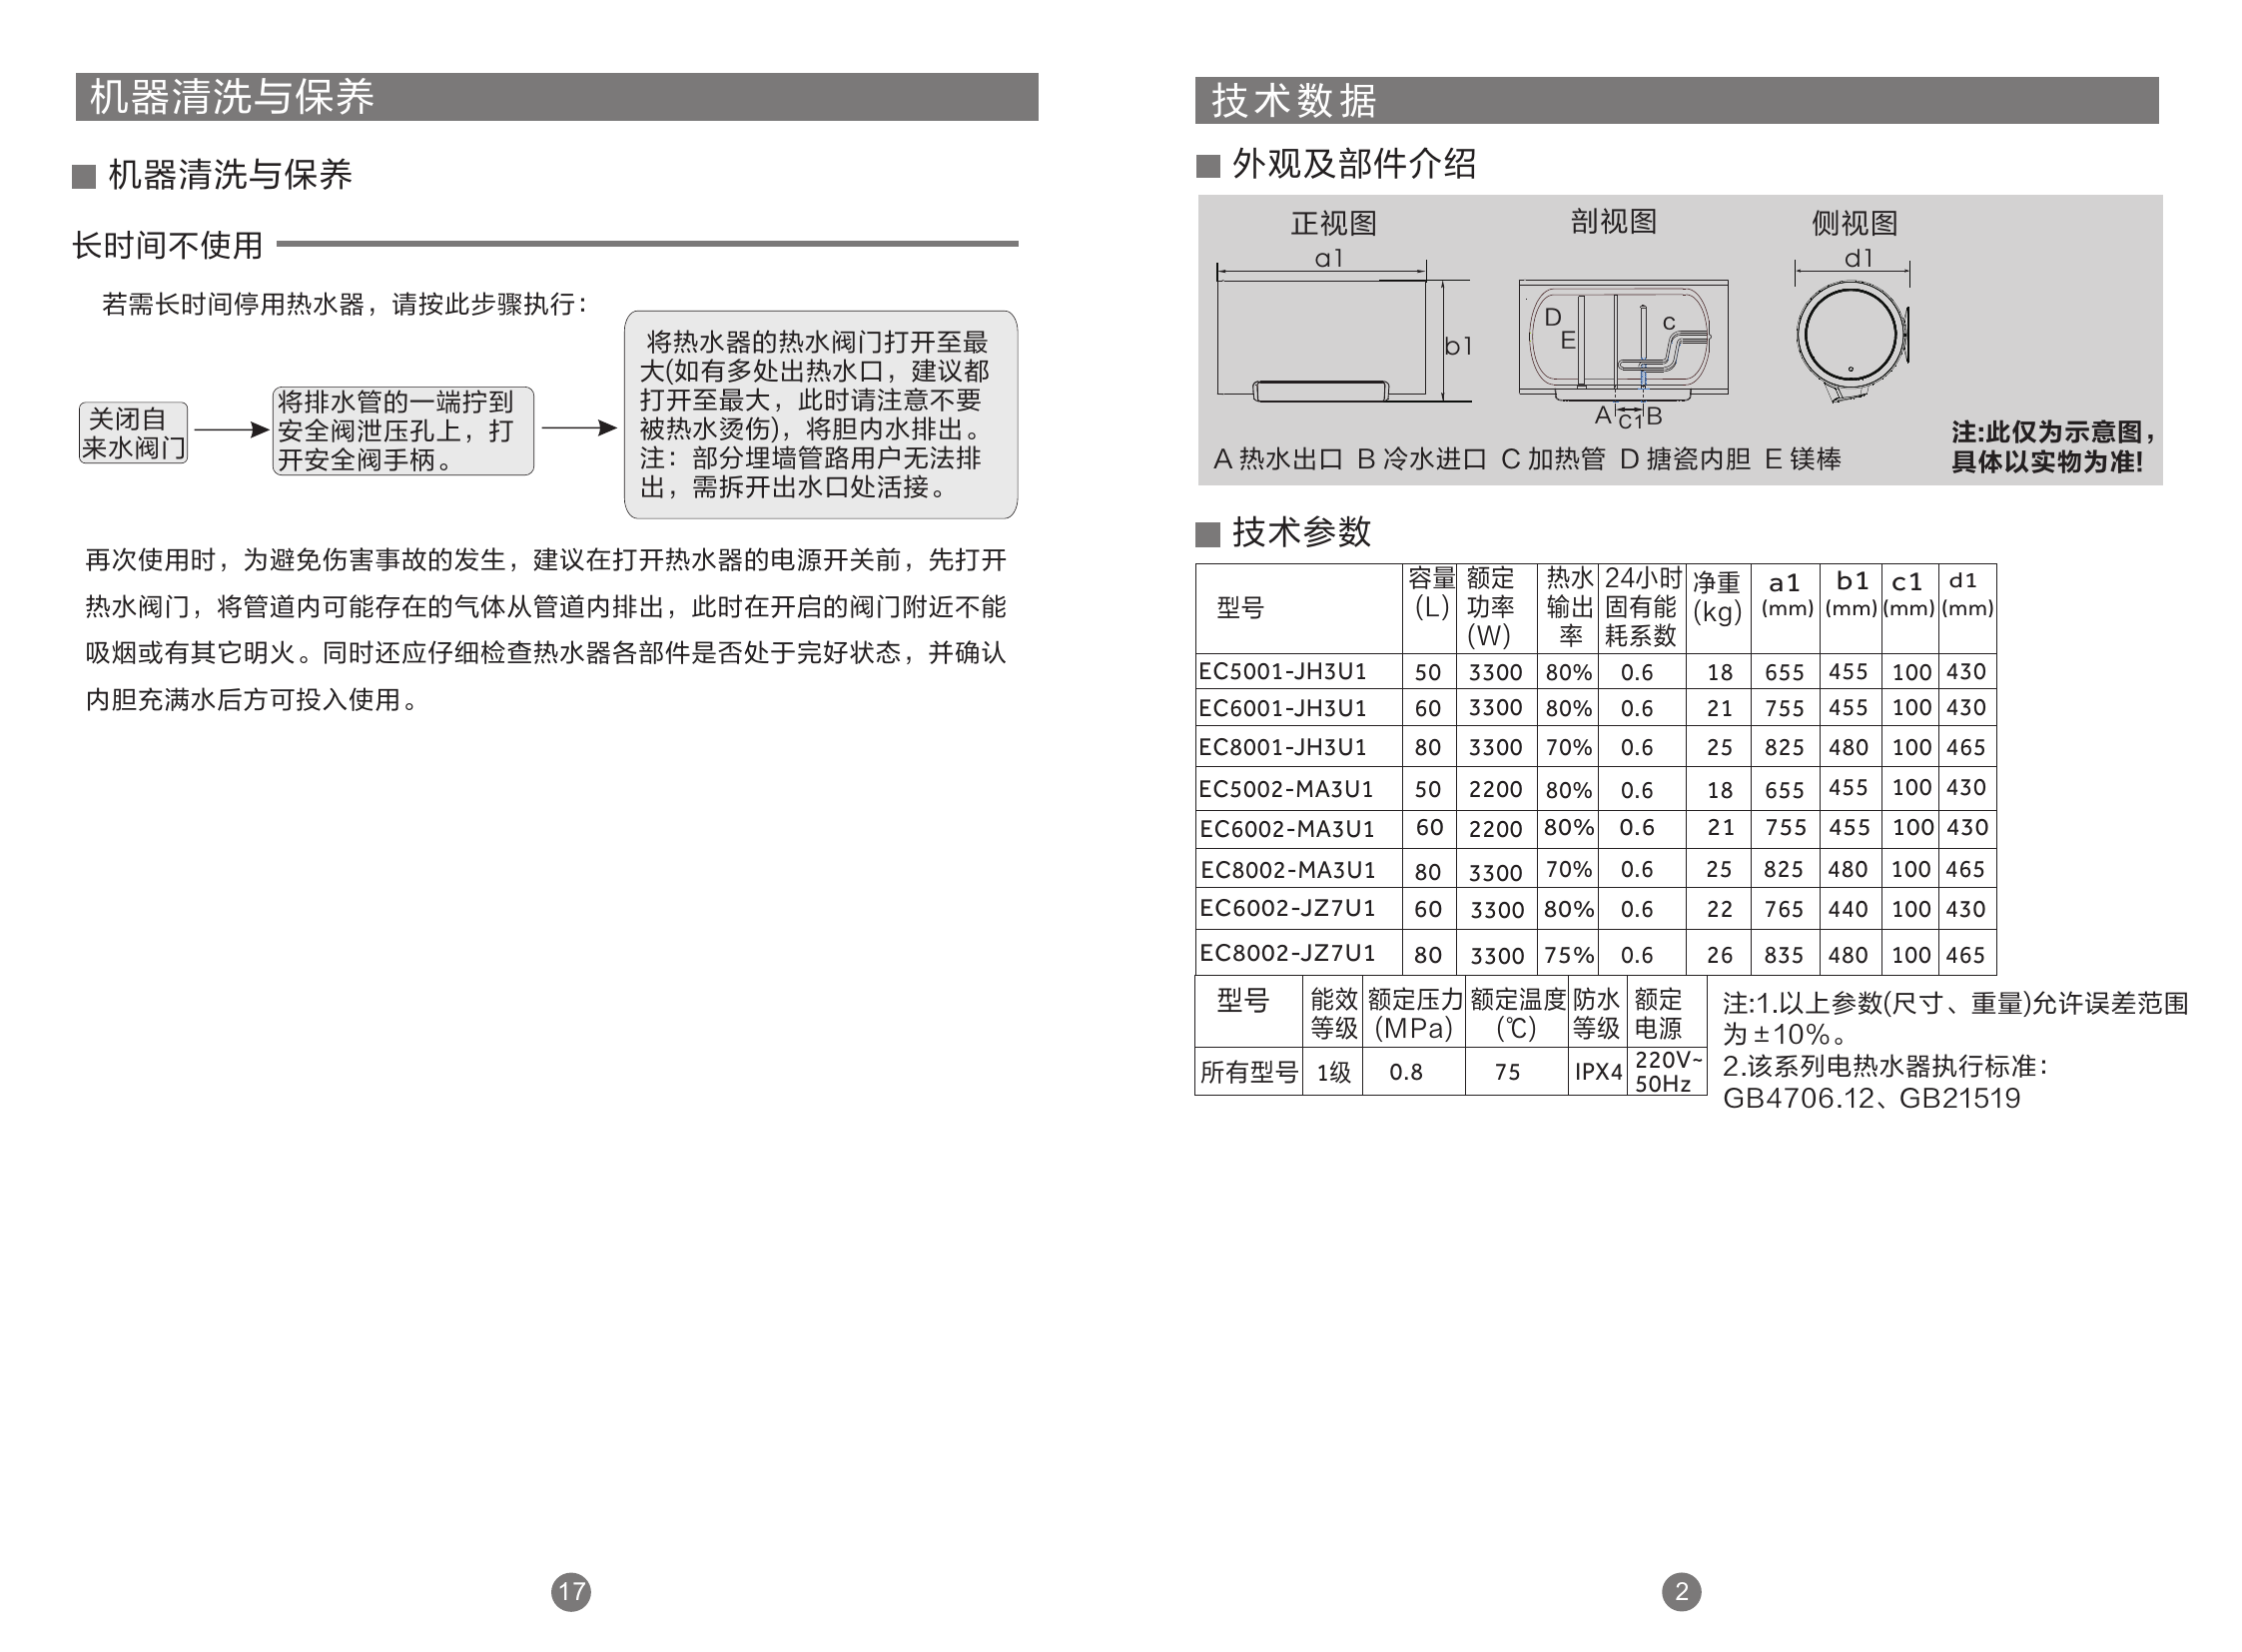 机器清洗与保养
机器清洗与保养
长时间不使用
若需长时间停用热水器，请按此步骤执行：
关闭自
来水阀门
将排水管的一端拧到
安全阀泄压孔上，打
开安全阀手柄。
将热水器的热水阀门打开至最
大(如有多处出热水口，建议都
打开至最大，此时请注意不要
被热水烫伤)，将胆内水排出。
注：部分埋墙管路用户无法排
出，需拆开出水口处活接。
再次使用时，为避免伤害事故的发生，建议在打开热水器的电源开关前，先打开
热水阀门，将管道内可能存在的气体从管道内排出，此时在开启的阀门附近不能
吸烟或有其它明火。同时还应仔细检查热水器各部件是否处于完好状态，并确认
内胆充满水后方可投入使用。
17
技术数据
外观及部件介绍
正视图 剖视图 侧视图
a1 d1
b1
D E c
A C1 B
A 热水出口 B 冷水进口 C 加热管 D 搪瓷内胆 E 镁棒
注:此仅为示意图，
具体以实物为准!
技术参数
型号 容量(L) 额定功率(W) 热水输出率 24小时固有能耗系数 净重(kg) a1(mm) b1(mm) c1(mm) d1(mm)
EC5001-JH3U1 50 3300 80% 0.6 18 655 455 100 430
EC6001-JH3U1 60 3300 80% 0.6 21 755 455 100 430
EC8001-JH3U1 80 3300 70% 0.6 25 825 480 100 465
EC5002-MA3U1 50 2200 80% 0.6 18 655 455 100 430
EC6002-MA3U1 60 2200 80% 0.6 21 755 455 100 430
EC8002-MA3U1 80 3300 70% 0.6 25 825 480 100 465
EC6002-JZ7U1 60 3300 80% 0.6 22 765 440 100 430
EC8002-JZ7U1 80 3300 75% 0.6 26 835 480 100 465
型号 能效等级 额定压力(MPa) 额定温度(℃) 防水等级 额定电源
所有型号 1级 0.8 75 IPX4 220V~50Hz
注:1.以上参数(尺寸、重量)允许误差范围
为±10%。
2.该系列电热水器执行标准：
GB4706.12、GB21519
2